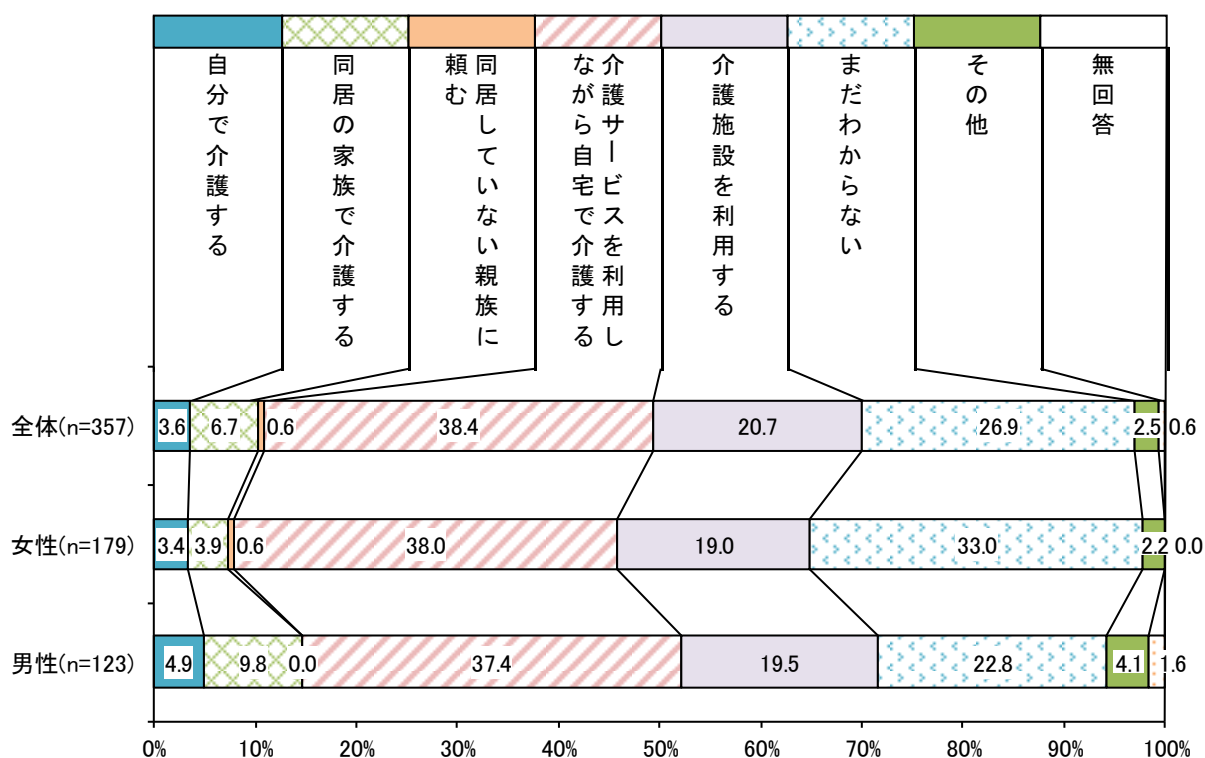 自分で介護する
同居の家族で介護する
同居していない親族に
頼む
介護サービスを利用し
ながら自宅で介護する
介護施設を利用する
まだわからない
その他
無回答
全体(n=357) 3.6 6.7 0.6 38.4 20.7 26.9 2.5 0.6
女性(n=179) 3.4 3.9 0.6 38.0 19.0 33.0 2.2 0.0
男性(n=123) 4.9 9.8 0.0 37.4 19.5 22.8 4.1 1.6
0% 10% 20% 30% 40% 50% 60% 70% 80% 90% 100%